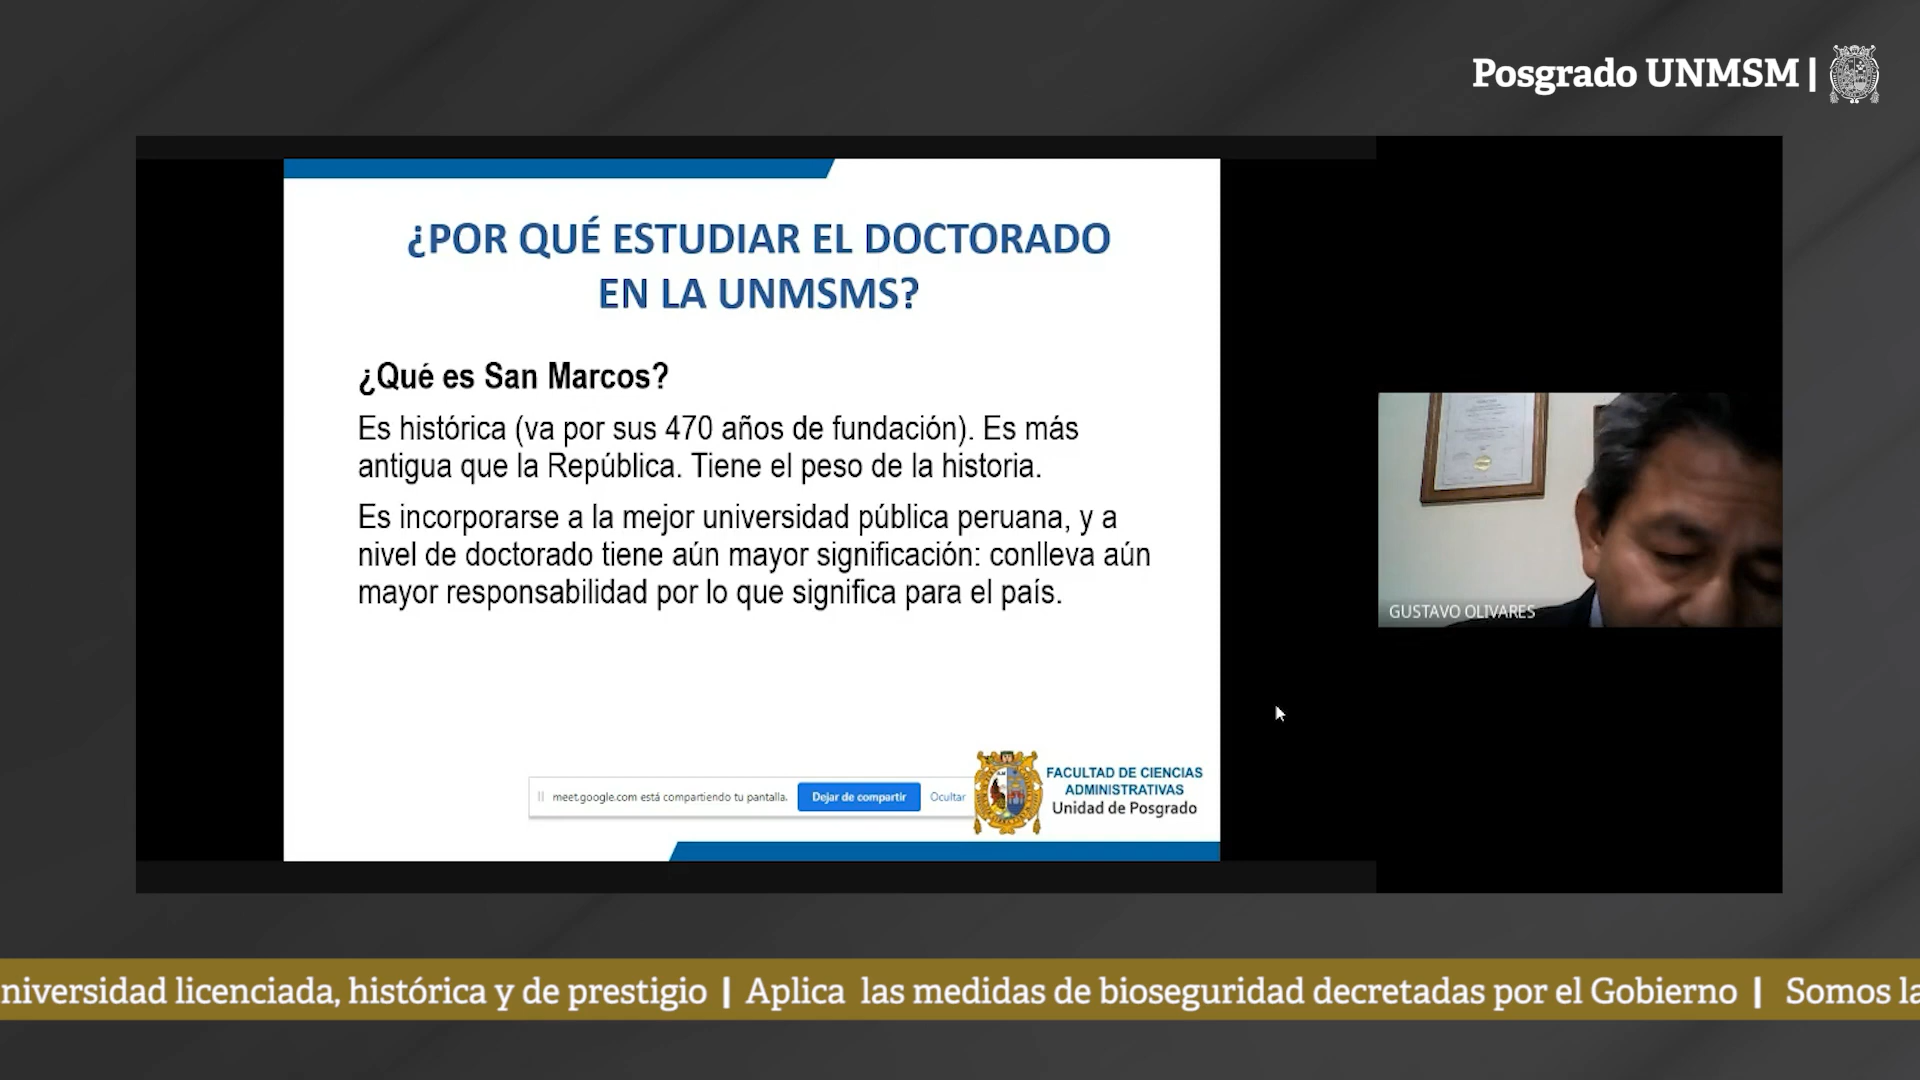 Posgrado UNMSM |
¿POR QUÉ ESTUDIAR EL DOCTORADO
EN LA UNMSMS?
¿Qué es San Marcos?
Es histórica (va por sus 470 años de fundación). Es más
antigua que la República. Tiene el peso de la historia.
Es incorporarse a la mejor universidad pública peruana, y a
nivel de doctorado tiene aún mayor significación: conlleva aún
mayor responsabilidad por lo que significa para el país.
GUSTAVO OLIVARES
meet.google.com está compartiendo tu pantalla.
Dejar de compartir
Ocultar
FACULTAD DE CIENCIAS
ADMINISTRATIVAS
Unidad de Posgrado
niversidad licenciada, histórica y de prestigio | Aplica las medidas de bioseguridad decretadas por el Gobierno | Somos la